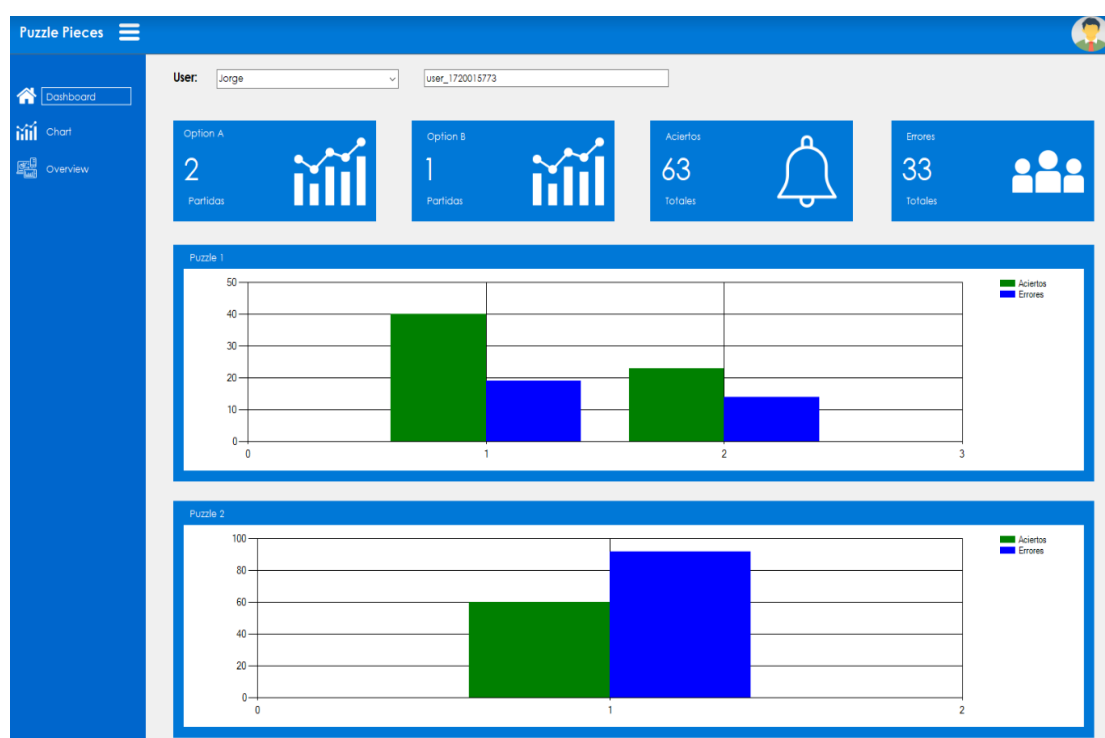 Puzzle Pieces
User: Jorge user_1720015773
Dashboard
Chart
Overview
Option A
2
Partidas
Option B
1
Partidas
Aciertos
63
Totales
Errores
33
Totales
Puzzle 1
50
40
30
20
10
0
0 1 2 3
Aciertos
Errores
Puzzle 2
100
80
60
40
20
0
0 1 2
Aciertos
Errores